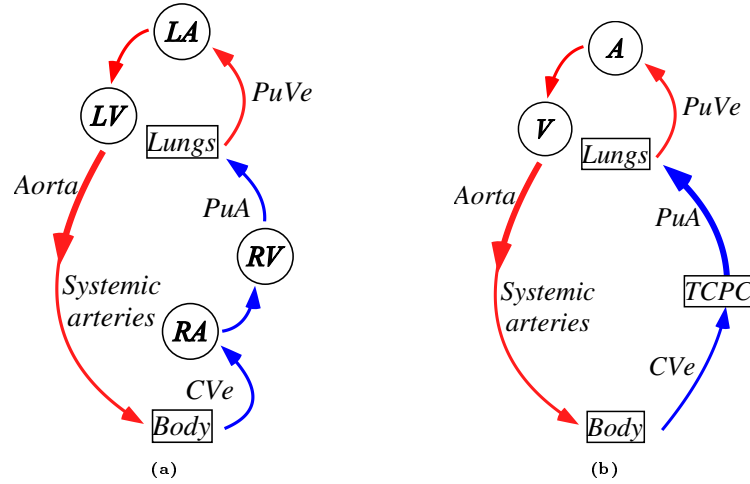 LA
PuVe
LV
Lungs
Aorta
PuA
RV
Systemic
arteries
RA
CVe
Body
(a)
A
PuVe
V
Lungs
Aorta
PuA
Systemic
arteries
TCPC
CVe
Body
(b)